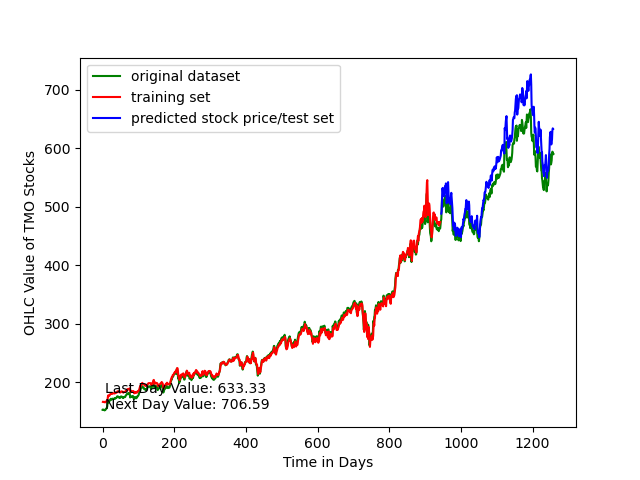 original dataset
training set
predicted stock price/test set
OHLC Value of TMO Stocks
700
600
500
400
300
200
Last Day Value: 633.33
Next Day Value: 706.59
0 200 400 600 800 1000 1200
Time in Days